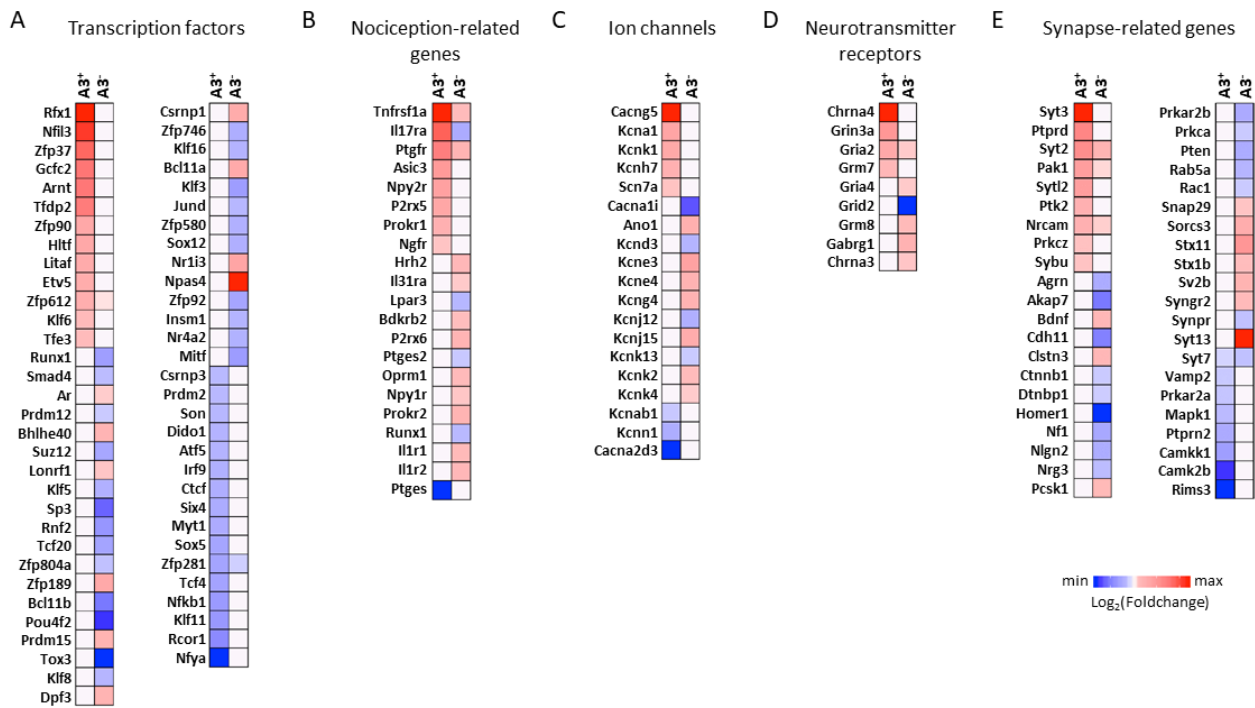 A Transcription factors
A3⁺ A3⁻
Rfx1
Nfil3
Zfp37
Gcfc2
Arnt
Tfdp2
Zfp90
Hltf
Litaf
Etv5
Zfp612
Klf6
Tfe3
Runx1
Smad4
Ar
Prdm12
Bhlhe40
Suz12
Lonrf1
Klf5
Sp3
Rnf2
Tcf20
Zfp804a
Zfp189
Bcl11b
Pou4f2
Prdm15
Tox3
Klf8
Dpf3
A3⁺ A3⁻
Csrnp1
Zfp746
Klf16
Bcl11a
Klf3
Jund
Zfp580
Sox12
Nr1i3
Npas4
Zfp92
Insm1
Nr4a2
Mitf
Csrnp3
Prdm2
Son
Dido1
Atf5
Irf9
Ctcf
Six4
Myt1
Sox5
Zfp281
Tcf4
Nfkb1
Klf11
Rcor1
Nfya
B Nociception-related
genes
A3⁺ A3⁻
Tnfrsf1a
Il17ra
Ptgfr
Asic3
Npy2r
P2rx5
Prokr1
Ngfr
Hrh2
Il31ra
Lpar3
Bdkrb2
P2rx6
Ptges2
Oprm1
Npy1r
Prokr2
Runx1
Il1r1
Il1r2
Ptges
C Ion channels
A3⁺ A3⁻
Cacng5
Kcna1
Kcnk1
Kcnh7
Scn7a
Cacna1i
Ano1
Kcnd3
Kcne3
Kcne4
Kcng4
Kcnj12
Kcnj15
Kcnk13
Kcnk2
Kcnk4
Kcnab1
Kcnn1
Cacna2d3
D Neurotransmitter
receptors
A3⁺ A3⁻
Chrna4
Grin3a
Gria2
Grm7
Gria4
Grid2
Grm8
Gabrg1
Chrna3
E Synapse-related genes
A3⁺ A3⁻
Syt3
Ptprd
Syt2
Pak1
Sytl2
Ptk2
Nrcam
Prkcz
Sybu
Agrn
Akap7
Bdnf
Cdh11
Clstn3
Ctnnb1
Dtnbp1
Homer1
Nf1
Nlgn2
Nrg3
Pcsk1
A3⁺ A3⁻
Prkar2b
Prkca
Pten
Rab5a
Rac1
Snap29
Sorcs3
Stx11
Stx1b
Sv2b
Syngr2
Synpr
Syt13
Syt7
Vamp2
Prkar2a
Mapk1
Ptprn2
Camkk1
Camk2b
Rims3
min max
Log₂(Foldchange)